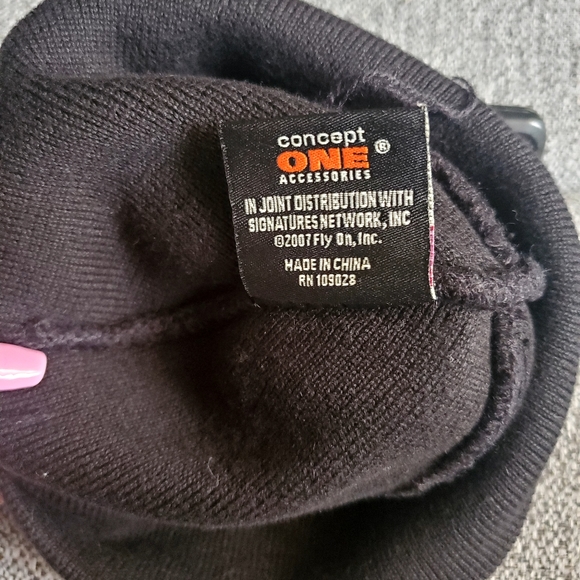 concept
ONE®
ACCESSORIES
IN JOINT DISTRIBUTION WITH
SIGNATURES NETWORK, INC
©2007 Fly On, Inc.
MADE IN CHINA
RN 109028